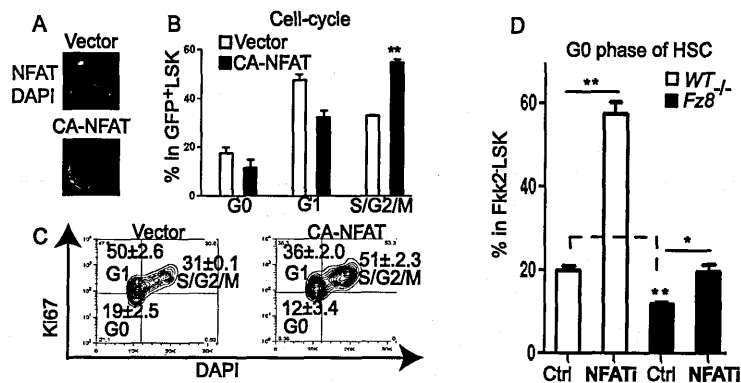 A
Vector
NFAT
DAPI
CA-NFAT
B
Cell-cycle
Vector
CA-NFAT
**
% In GFP+LSK
60
40
20
0
G0
G1
S/G2/M
C
Vector
50±2.6
G1
31±0.1
S/G2/M
19±2.5
G0
CA-NFAT
36±.2.0
G1
51±.2.3
S/G2/M
12±3.4
G0
Ki67
DAPI
D
G0 phase of HSC
WT-/-
Fz8
**
*
**
% in Fkk2-LSK
60
40
20
0
Ctrl NFATi Ctrl NFATi